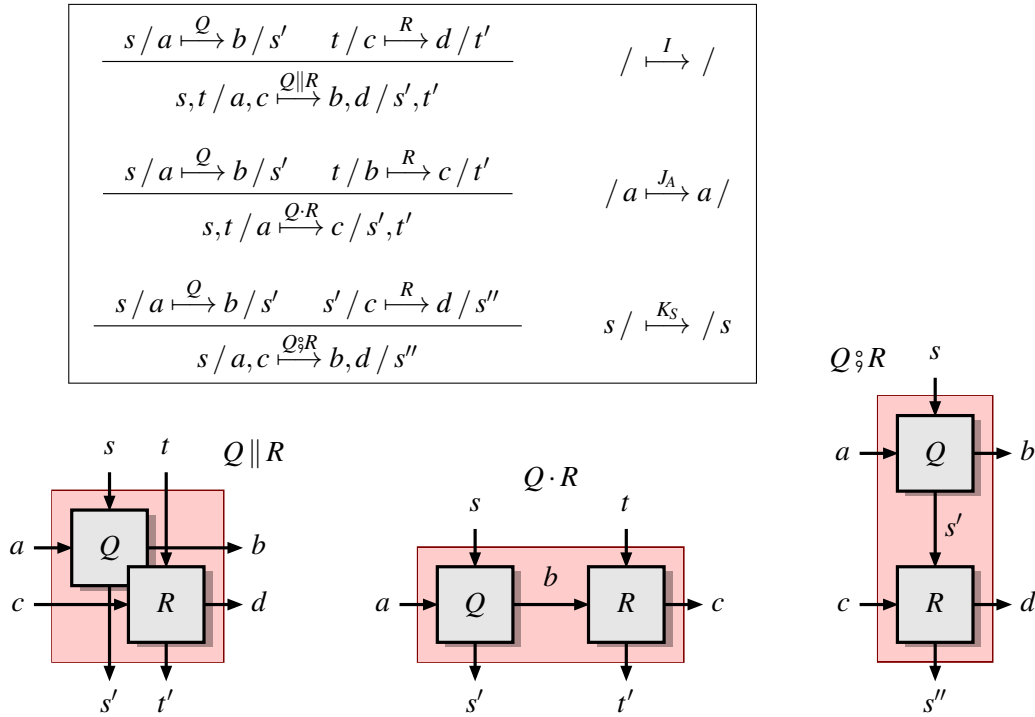 s / a ⟼^Q b / s′ t / c ⟼^R d / t′
/ ⟼^I /
s, t / a, c ⟼^{Q∥R} b, d / s′, t′
s / a ⟼^Q b / s′ t / b ⟼^R c / t′
/ a ⟼^{J_A} a /
s, t / a ⟼^{Q·R} c / s′, t′
s / a ⟼^Q b / s′ s′ / c ⟼^R d / s″
s / ⟼^{K_S} / s
s / a, c ⟼^{Q⨾R} b, d / s″
Q ∥ R
s t
a Q b
c R d
s′ t′
Q · R
s t
a Q b R c
s′ t′
Q ⨾ R
s
a Q b
s′
c R d
s″